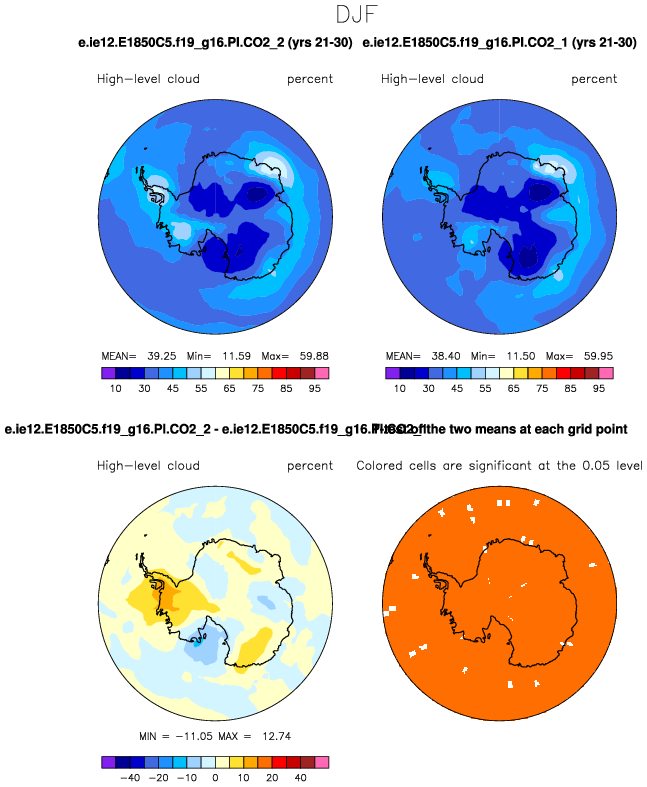 DJF
e.ie12.E1850C5.f19_g16.PI.CO2_2 (yrs 21-30)
e.ie12.E1850C5.f19_g16.PI.CO2_1 (yrs 21-30)
High-level cloud percent
High-level cloud percent
MEAN= 39.25 Min= 11.59 Max= 59.88
MEAN= 38.40 Min= 11.50 Max= 59.95
10 30 45 55 65 75 85 95
10 30 45 55 65 75 85 95
e.ie12.E1850C5.f19_g16.PI.CO2_2 - e.ie12.E1850C5.f19_g16.PI.CO2_1
T-test of the two means at each grid point
High-level cloud percent
Colored cells are significant at the 0.05 level
MIN = -11.05 MAX = 12.74
-40 -20 -10 0 10 20 40